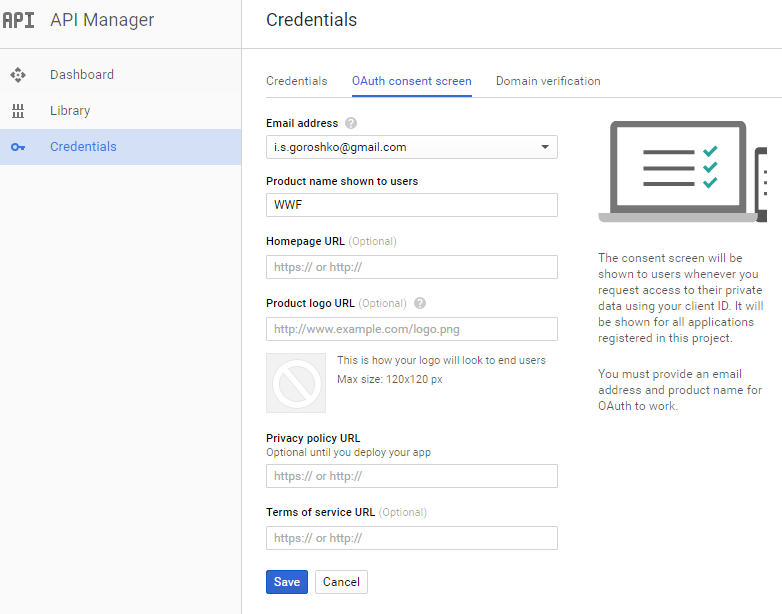 API API Manager
Dashboard
Library
Credentials
Credentials
Credentials OAuth consent screen Domain verification
Email address ?
i.s.goroshko@gmail.com
Product name shown to users
WWF
Homepage URL (Optional)
https:// or http://
Product logo URL (Optional) ?
http://www.example.com/logo.png
This is how your logo will look to end users
Max size: 120x120 px
Privacy policy URL
Optional until you deploy your app
https:// or http://
Terms of service URL (Optional)
https:// or http://
Save Cancel
The consent screen will be
shown to users whenever you
request access to their private
data using your client ID. It will
be shown for all applications
registered in this project.
You must provide an email
address and product name for
OAuth to work.